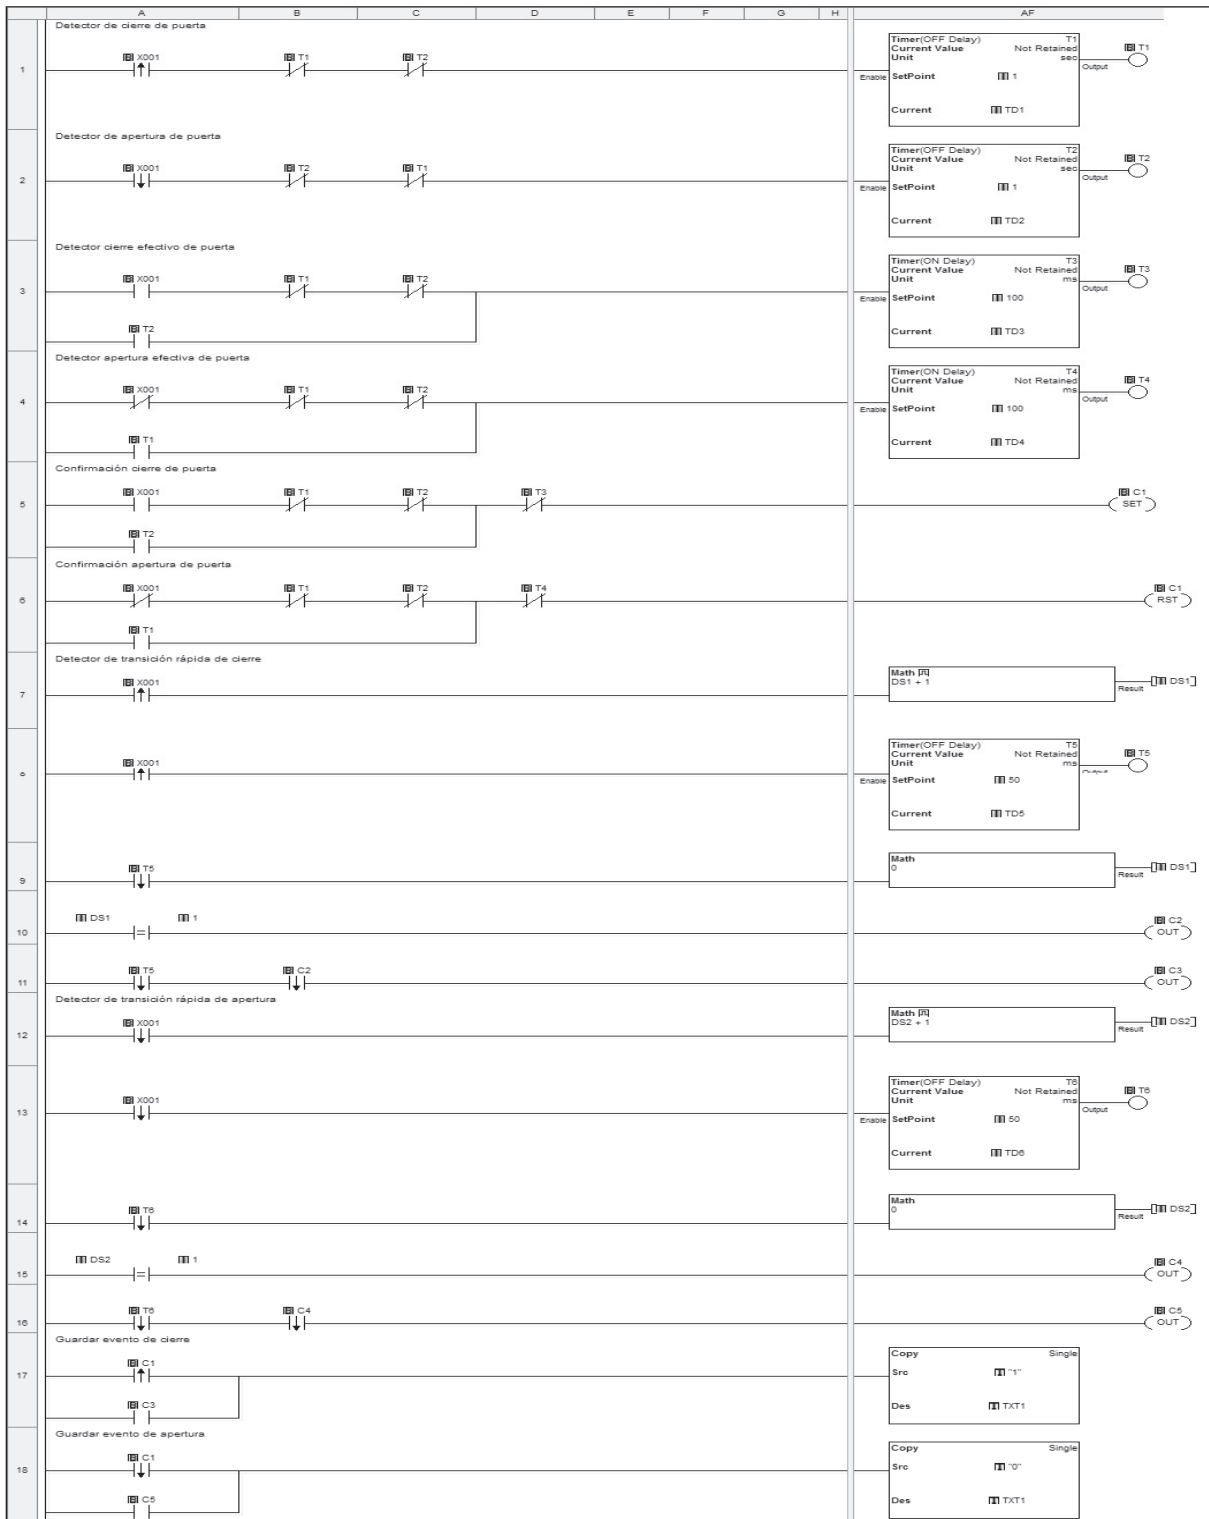 A B C D E F G H AF
Detector de cierre de puerta
1
X001 T1 T2
Timer(OFF Delay) T1
Current Value Not Retained
Unit sec
Enable SetPoint 1
Current TD1
Output T1
Detector de apertura de puerta
2
X001 T2 T1
Timer(OFF Delay) T2
Current Value Not Retained
Unit sec
Enable SetPoint 1
Current TD2
Output T2
Detector cierre efectivo de puerta
3
X001 T1 T2
T2
Timer(ON Delay) T3
Current Value Not Retained
Unit ms
Enable SetPoint 100
Current TD3
Output T3
Detector apertura efectiva de puerta
4
X001 T1 T2
T1
Timer(ON Delay) T4
Current Value Not Retained
Unit ms
Enable SetPoint 100
Current TD4
Output T4
Confirmación cierre de puerta
5
X001 T1 T2 T3 C1
SET
T2
Confirmación apertura de puerta
6
X001 T1 T2 T4 C1
RST
T1
Detector de transición rápida de cierre
7
X001
Math
DS1 + 1
Result DS1
8
X001
Timer(OFF Delay) T5
Current Value Not Retained
Unit ms
Enable SetPoint 50
Current TD5
Output T5
9
T5
Math
0
Result DS1
10
DS1 = 1 C2
OUT
11
T5 C2 C3
OUT
Detector de transición rápida de apertura
12
X001
Math
DS2 + 1
Result DS2
13
X001
Timer(OFF Delay) T6
Current Value Not Retained
Unit ms
Enable SetPoint 50
Current TD6
Output T6
14
T6
Math
0
Result DS2
15
DS2 = 1 C4
OUT
16
T6 C4 C5
OUT
Guardar evento de cierre
17
C1
C3
Copy Single
Src "1"
Des TXT1
Guardar evento de apertura
18
C1
C5
Copy Single
Src "0"
Des TXT1